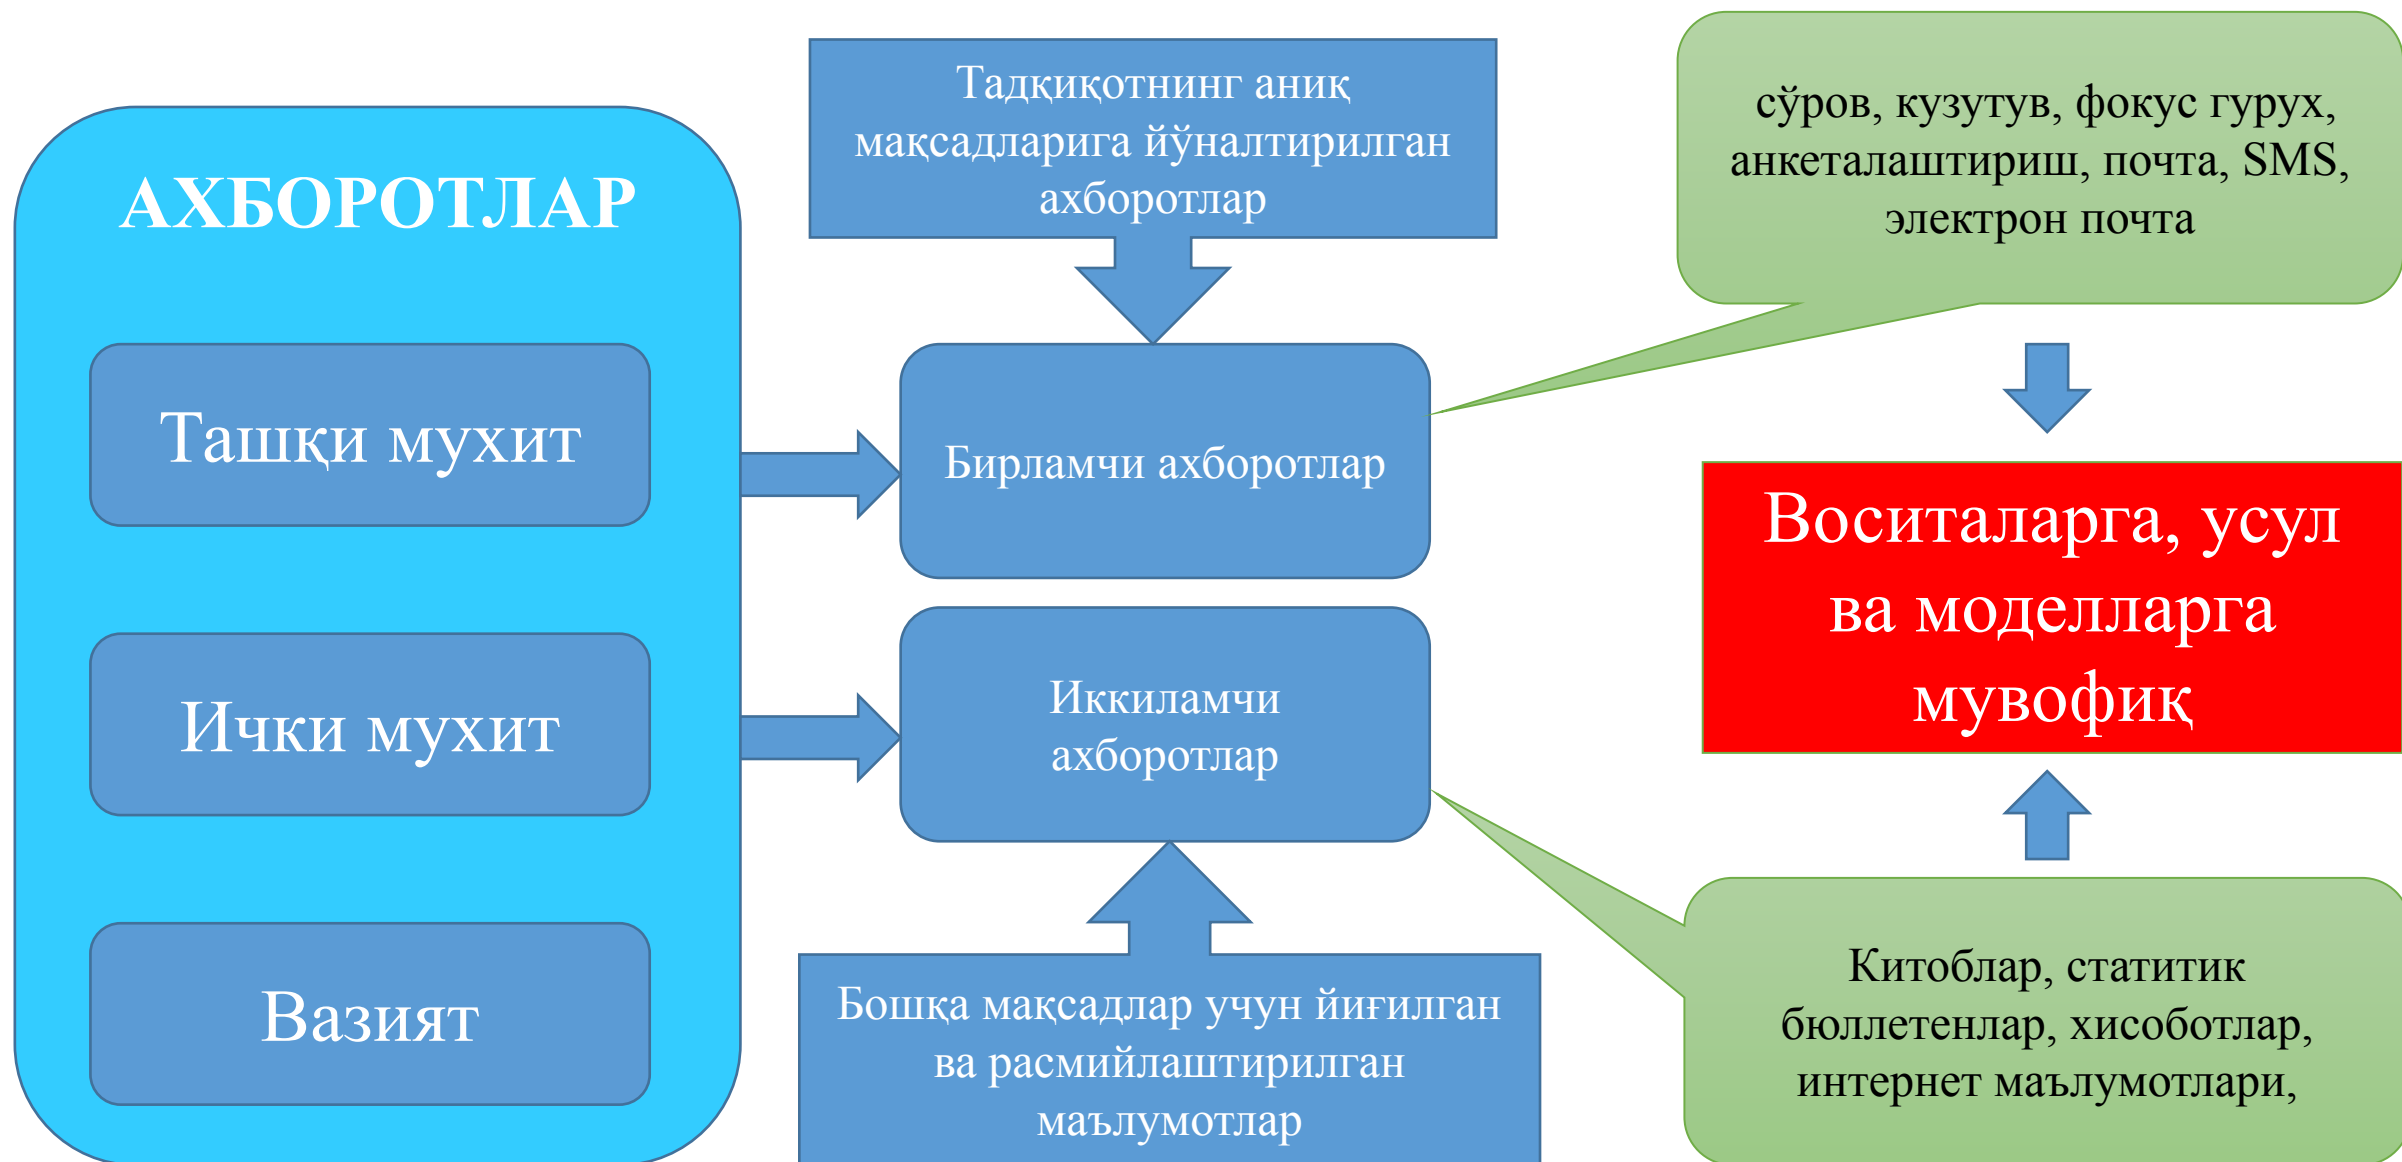 АХБОРОТЛАР
Ташқи мухит
Ички мухит
Вазият
Тадқиқотнинг аниқ
мақсадларига йўналтирилган
ахборотлар
Бирламчи ахборотлар
Иккиламчи
ахборотлар
Бошқа мақсадлар учун йиғилган
ва расмийлаштирилган
маълумотлар
сўров, кузутув, фокус гурух,
анкеталаштириш, почта, SMS,
электрон почта
Воситаларга, усул
ва моделларга
мувофиқ
Китоблар, статитик
бюллетенлар, хисоботлар,
интернет маълумотлари,